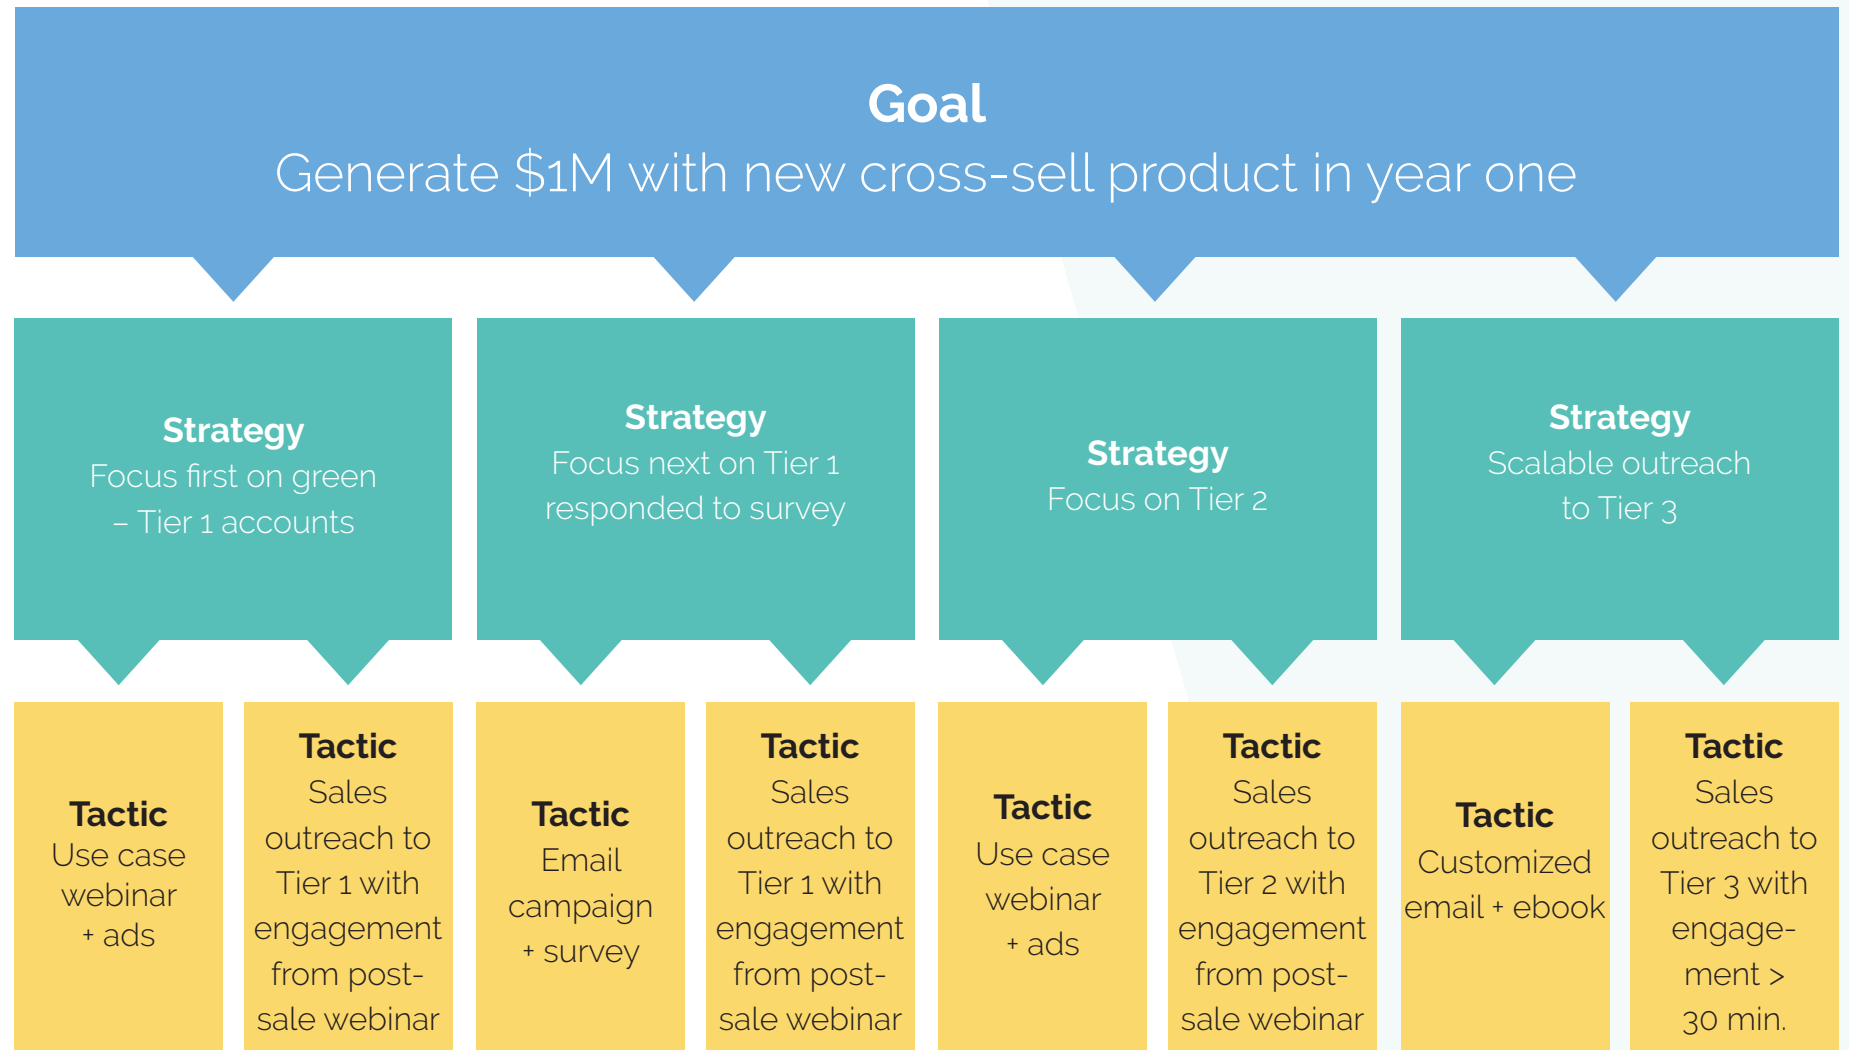 Goal
Generate $1M with new cross-sell product in year one
Strategy
Focus first on green
– Tier 1 accounts
Strategy
Focus next on Tier 1
responded to survey
Strategy
Focus on Tier 2
Strategy
Scalable outreach
to Tier 3
Tactic
Use case
webinar
+ ads
Tactic
Sales
outreach to
Tier 1 with
engagement
from post-
sale webinar
Tactic
Email
campaign
+ survey
Tactic
Sales
outreach to
Tier 1 with
engagement
from post-
sale webinar
Tactic
Use case
webinar
+ ads
Tactic
Sales
outreach to
Tier 2 with
engagement
from post-
sale webinar
Tactic
Customized
email + ebook
Tactic
Sales
outreach to
Tier 3 with
engage-
ment >
30 min.